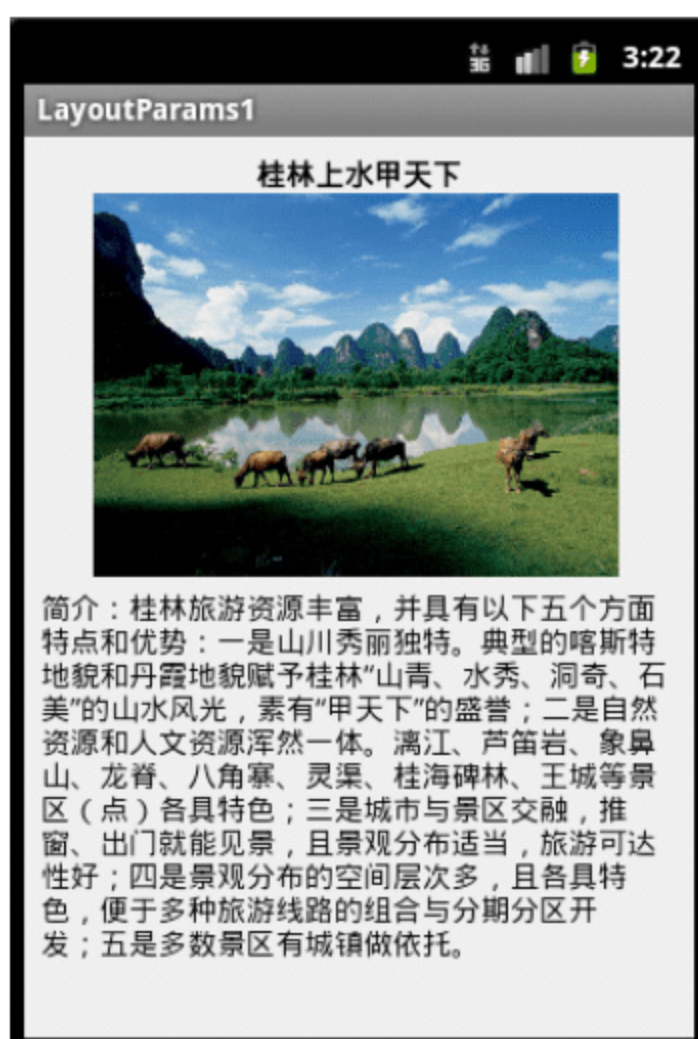 3G 3:22
LayoutParams1
桂林上水甲天下
简介：桂林旅游资源丰富，并具有以下五个方面
特点和优势：一是山川秀丽独特。典型的喀斯特
地貌和丹霞地貌赋予桂林“山青、水秀、洞奇、石
美”的山水风光，素有“甲天下”的盛誉；二是自然
资源和人文资源浑然一体。漓江、芦笛岩、象鼻
山、龙脊、八角寨、灵渠、桂海碑林、王城等景
区（点）各具特色；三是城市与景区交融，推
窗、出门就能见景，且景观分布适当，旅游可达
性好；四是景观分布的空间层次多，且各具特
色，便于多种旅游线路的组合与分期分区开
发；五是多数景区有城镇做依托。